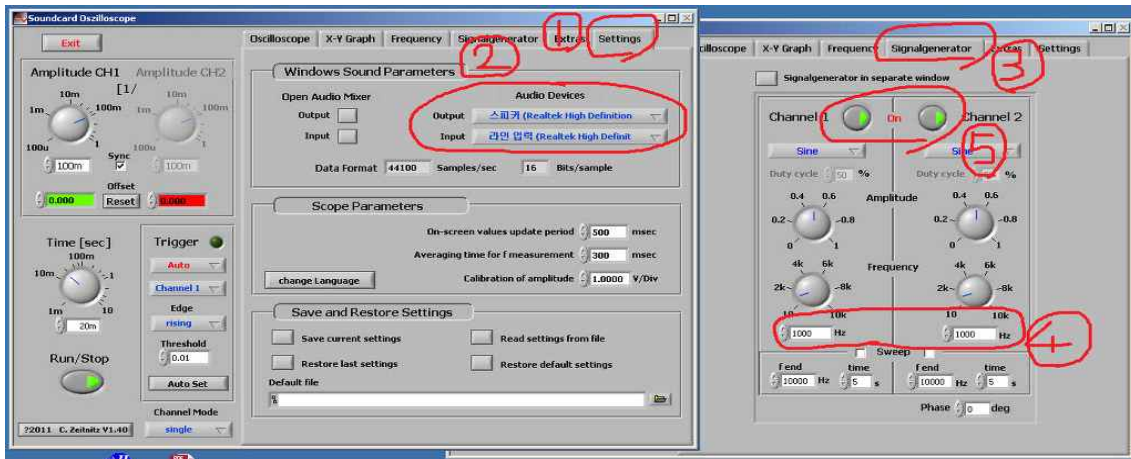 Soundcard Oszilloscope
Exit
Amplitude CH1 Amplitude CH2
[1/
10m 10m
1m 100m 1m 100m
100u 100u 1
Sync
100m 100m
Offset
0.000 Reset 0.000
Time [sec]
100m
10m 1
1m 10
20m
Run/Stop
Trigger
Auto
Channel 1
Edge
rising
Threshold
0.01
Auto Set
Channel Mode
single
?2011 C. Zeitnitz V1.40
Oscilloscope X-Y Graph Frequency Signalgenerator Extras Settings
1
2
Windows Sound Parameters
Open Audio Mixer Audio Devices
Output Output 스피커 (Realtek High Definition
Input Input 라인 입력 (Realtek High Definit
Data Format 44100 Samples/sec 16 Bits/sample
Scope Parameters
On-screen values update period 500 msec
Averaging time for f measurement 300 msec
change Language Calibration of amplitude 1.0000 V/Div
Save and Restore Settings
Save current settings Read settings from file
Restore last settings Restore default settings
Default file
%
cilloscope X-Y Graph Frequency Signalgenerator Extras Settings
3
Signalgenerator in separate window
Channel 1 On Channel 2
5
Sine Sine
Duty cycle 50 % Duty cycle %
0.4 0.6 Amplitude 0.4 0.6
0.2 0.8 0.2 0.8
0 1 0 1
4k 6k Frequency 4k 6k
2k 8k 2k 8k
10 10k 10 10k
1000 Hz 1000 Hz
4
Sweep
f end time f end time
10000 Hz 5 s 10000 Hz 5 s
Phase 0 deg